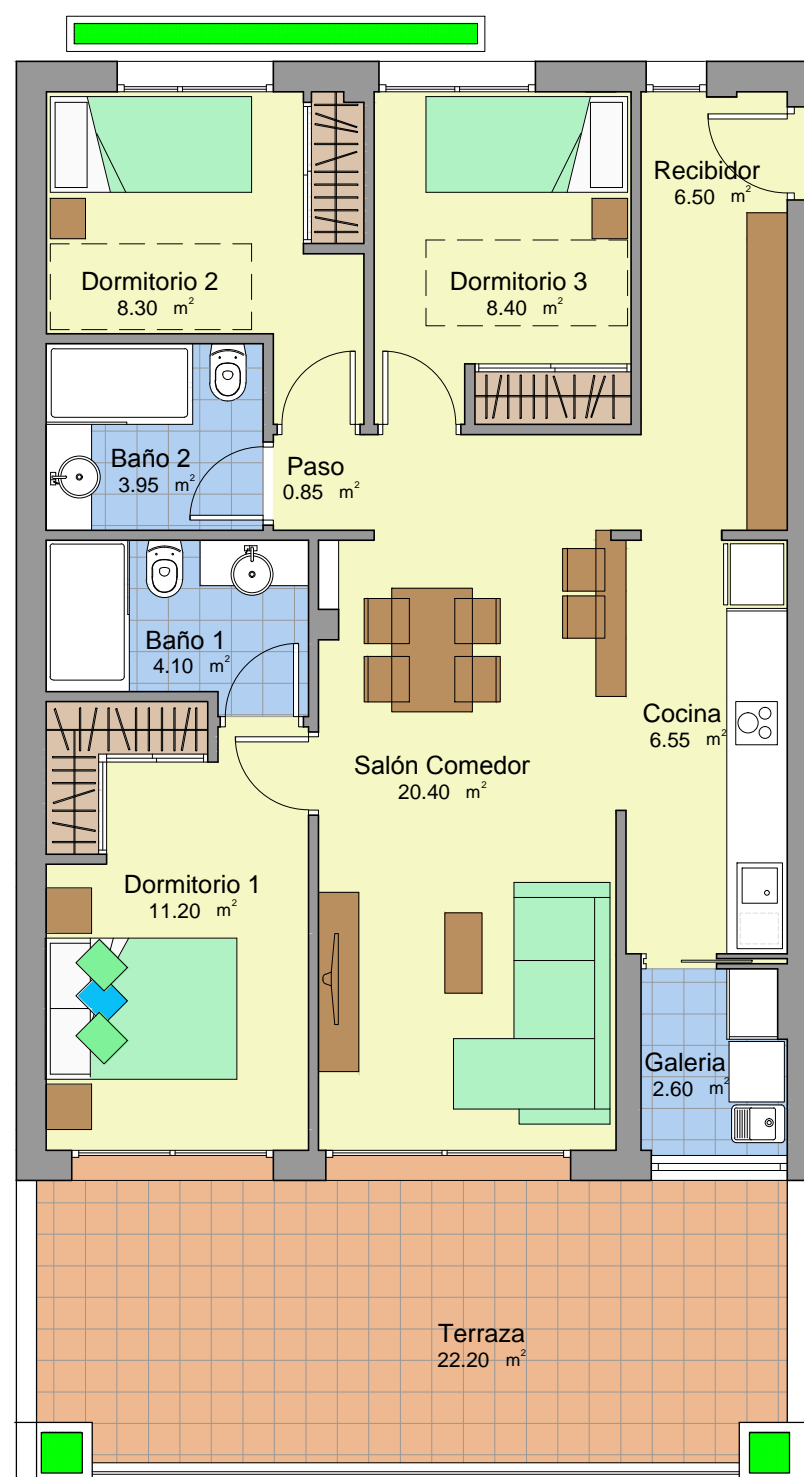 Recibidor
6.50 m²
Dormitorio 2
8.30 m²
Dormitorio 3
8.40 m²
Baño 2
3.95 m²
Paso
0.85 m²
Baño 1
4.10 m²
Cocina
6.55 m²
Salón Comedor
20.40 m²
Dormitorio 1
11.20 m²
Galeria
2.60 m²
Terraza
22.20 m²